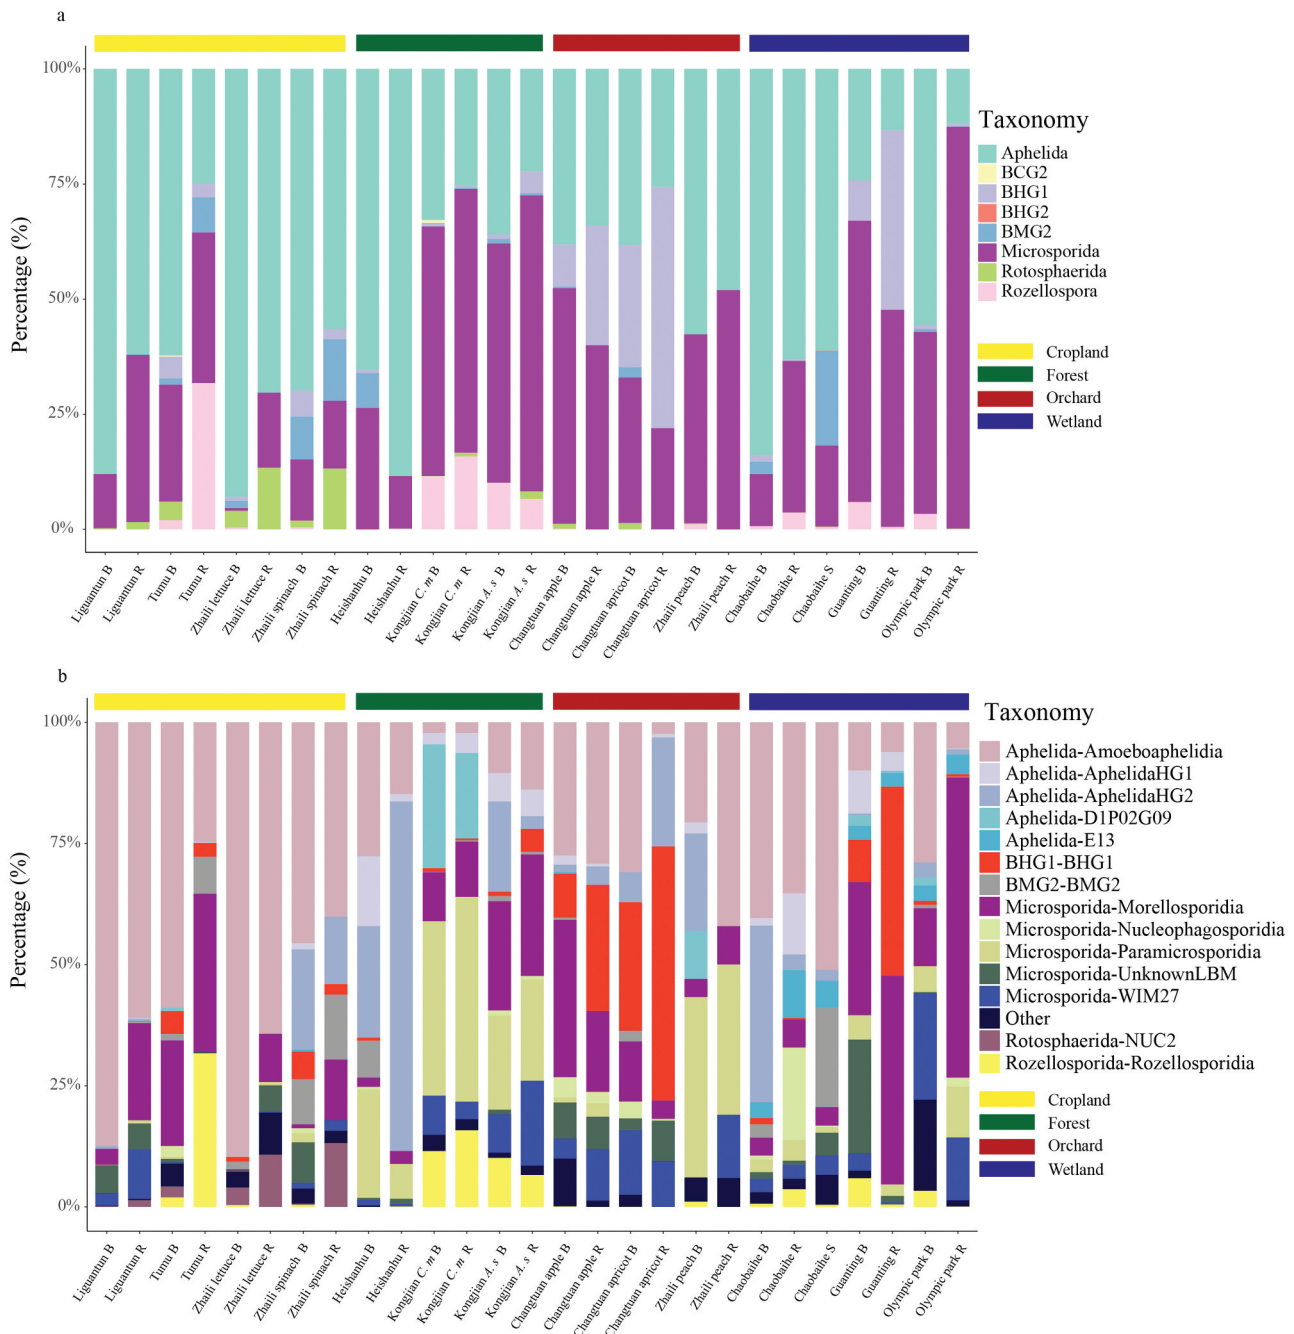 a
100%
75%
50%
25%
0%
Percentage (%)
Taxonomy
Aphelida
BCG2
BHG1
BHG2
BMG2
Microsporida
Rotosphaerida
Rozellospora
Cropland
Forest
Orchard
Wetland
Liguantun B
Liguantun R
Tumu B
Tumu R
Zhaili lettuce B
Zhaili lettuce R
Zhaili spinach B
Zhaili spinach R
Heishanhu B
Heishanhu R
Kongjian C. m B
Kongjian C. m R
Kongjian A. s B
Kongjian A. s R
Changtuan apple B
Changtuan apple R
Changtuan apricot B
Changtuan apricot R
Zhaili peach B
Zhaili peach R
Chaobaihe B
Chaobaihe R
Chaobaihe S
Guanting B
Guanting R
Olympic park B
Olympic park R
b
100%
75%
50%
25%
0%
Percentage (%)
Taxonomy
Aphelida-Amoeboaphelidia
Aphelida-AphelidaHG1
Aphelida-AphelidaHG2
Aphelida-D1P02G09
Aphelida-E13
BHG1-BHG1
BMG2-BMG2
Microsporida-Morellosporidia
Microsporida-Nucleophagosporidia
Microsporida-Paramicrosporidia
Microsporida-UnknownLBM
Microsporida-WIM27
Other
Rotosphaerida-NUC2
Rozellosporida-Rozellosporidia
Cropland
Forest
Orchard
Wetland
Liguantun B
Liguantun R
Tumu B
Tumu R
Zhaili lettuce B
Zhaili lettuce R
Zhaili spinach B
Zhaili spinach R
Heishanhu B
Heishanhu R
Kongjian C. m B
Kongjian C. m R
Kongjian A. s B
Kongjian A. s R
Changtuan apple B
Changtuan apple R
Changtuan apricot B
Changtuan apricot R
Zhaili peach B
Zhaili peach R
Chaobaihe B
Chaobaihe R
Chaobaihe S
Guanting B
Guanting R
Olympic park B
Olympic park R